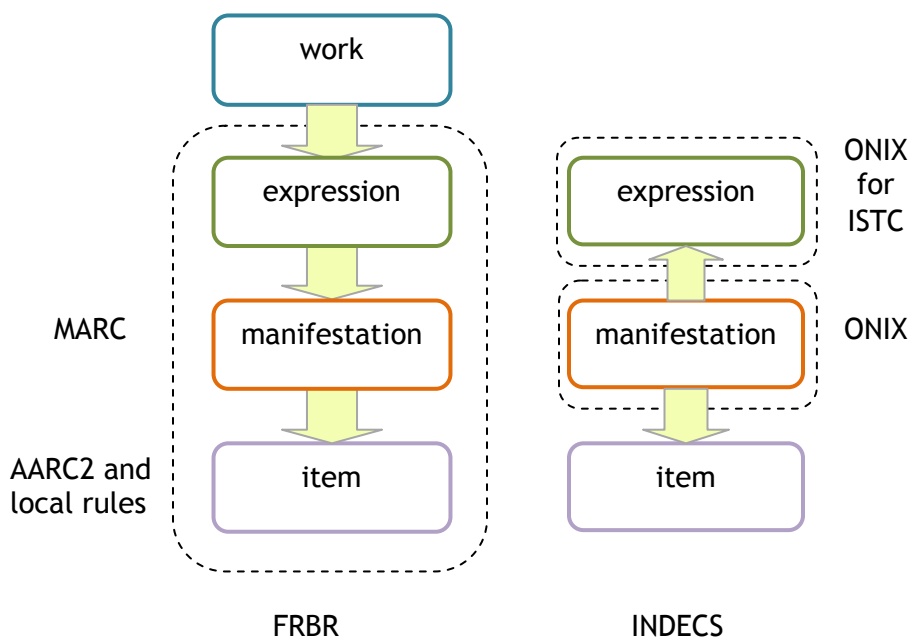 work
expression
expression
ONIX
for
ISTC
MARC
manifestation
manifestation
ONIX
AARC2 and
local rules
item
item
FRBR
INDECS